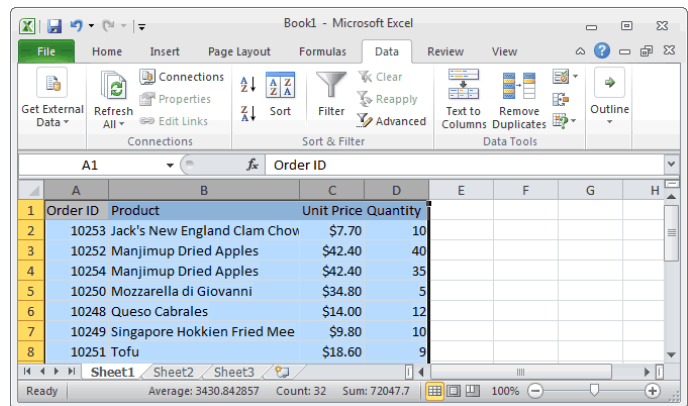 Book1 - Microsoft Excel
File Home Insert Page Layout Formulas Data Review View
Get External Data
Refresh All
Connections
Properties
Edit Links
Connections
Sort
Filter
Clear
Reapply
Advanced
Sort & Filter
Text to Columns
Remove Duplicates
Data Tools
Outline
A1 fx Order ID
A B C D E F G H
1 Order ID Product Unit Price Quantity
2 10253 Jack's New England Clam Chow $7.70 10
3 10252 Manjimup Dried Apples $42.40 40
4 10254 Manjimup Dried Apples $42.40 35
5 10250 Mozzarella di Giovanni $34.80 5
6 10248 Queso Cabrales $14.00 12
7 10249 Singapore Hokkien Fried Mee $9.80 10
8 10251 Tofu $18.60 9
Sheet1 Sheet2 Sheet3
Ready Average: 3430.842857 Count: 32 Sum: 72047.7 100%